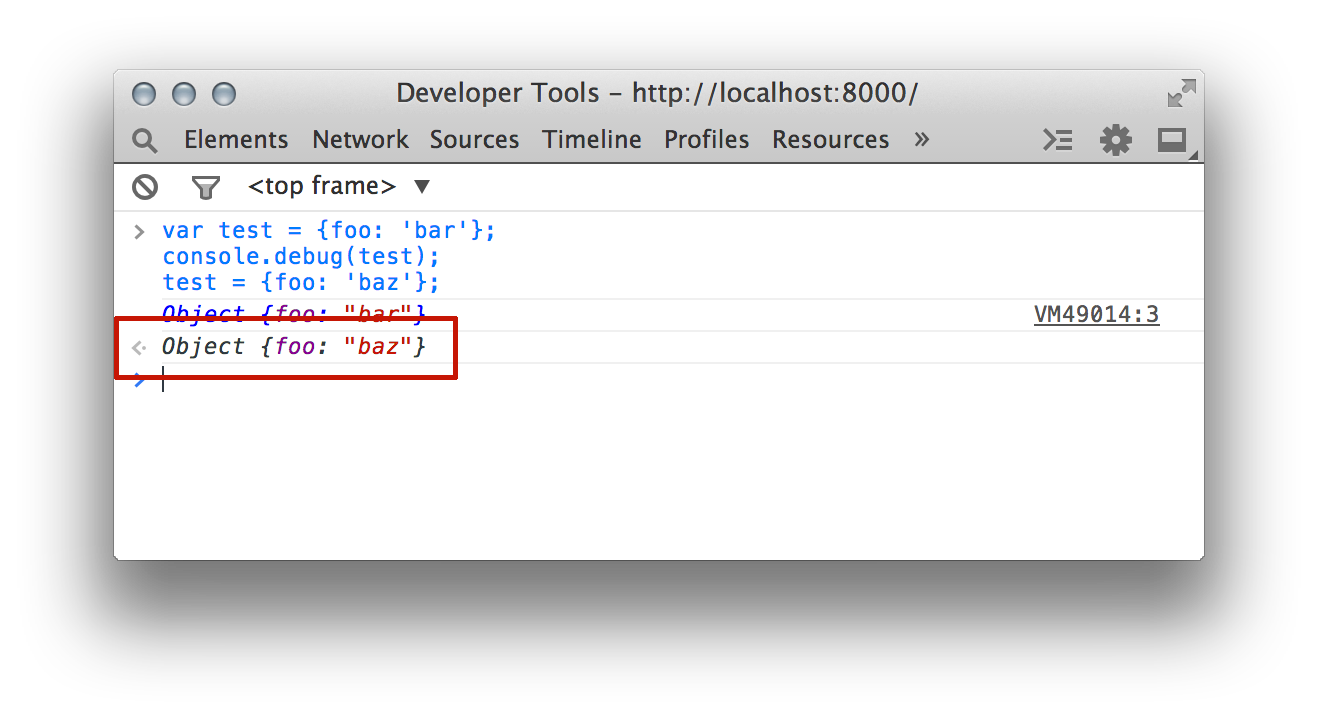 Developer Tools – http://localhost:8000/
Elements Network Sources Timeline Profiles Resources »
<top frame> ▼
> var test = {foo: 'bar'};
console.debug(test);
test = {foo: 'baz'};
Object {foo: "bar"} VM49014:3
Object {foo: "baz"}
>